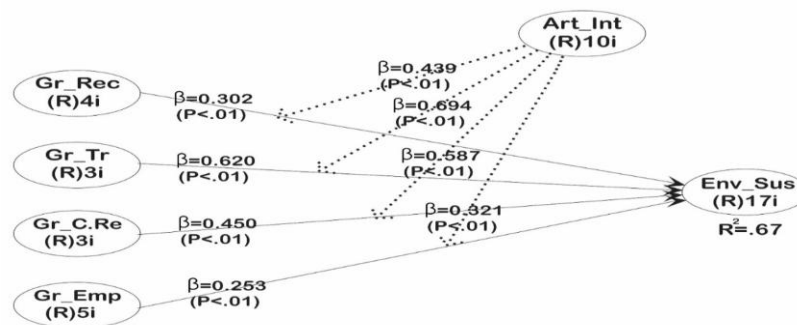 Art_Int
(R)10i
Gr_Rec
(R)4i
β=0.302
(P<.01)
β=0.439
(P<.01)
β=0.694
(P<.01)
Gr_Tr
(R)3i
β=0.620
(P<.01)
β=0.587
(P<.01)
Env_Sus
(R)17i
R²=.67
Gr_C.Re
(R)3i
β=0.450
(P<.01)
β=0.321
(P<.01)
Gr_Emp
(R)5i
β=0.253
(P<.01)